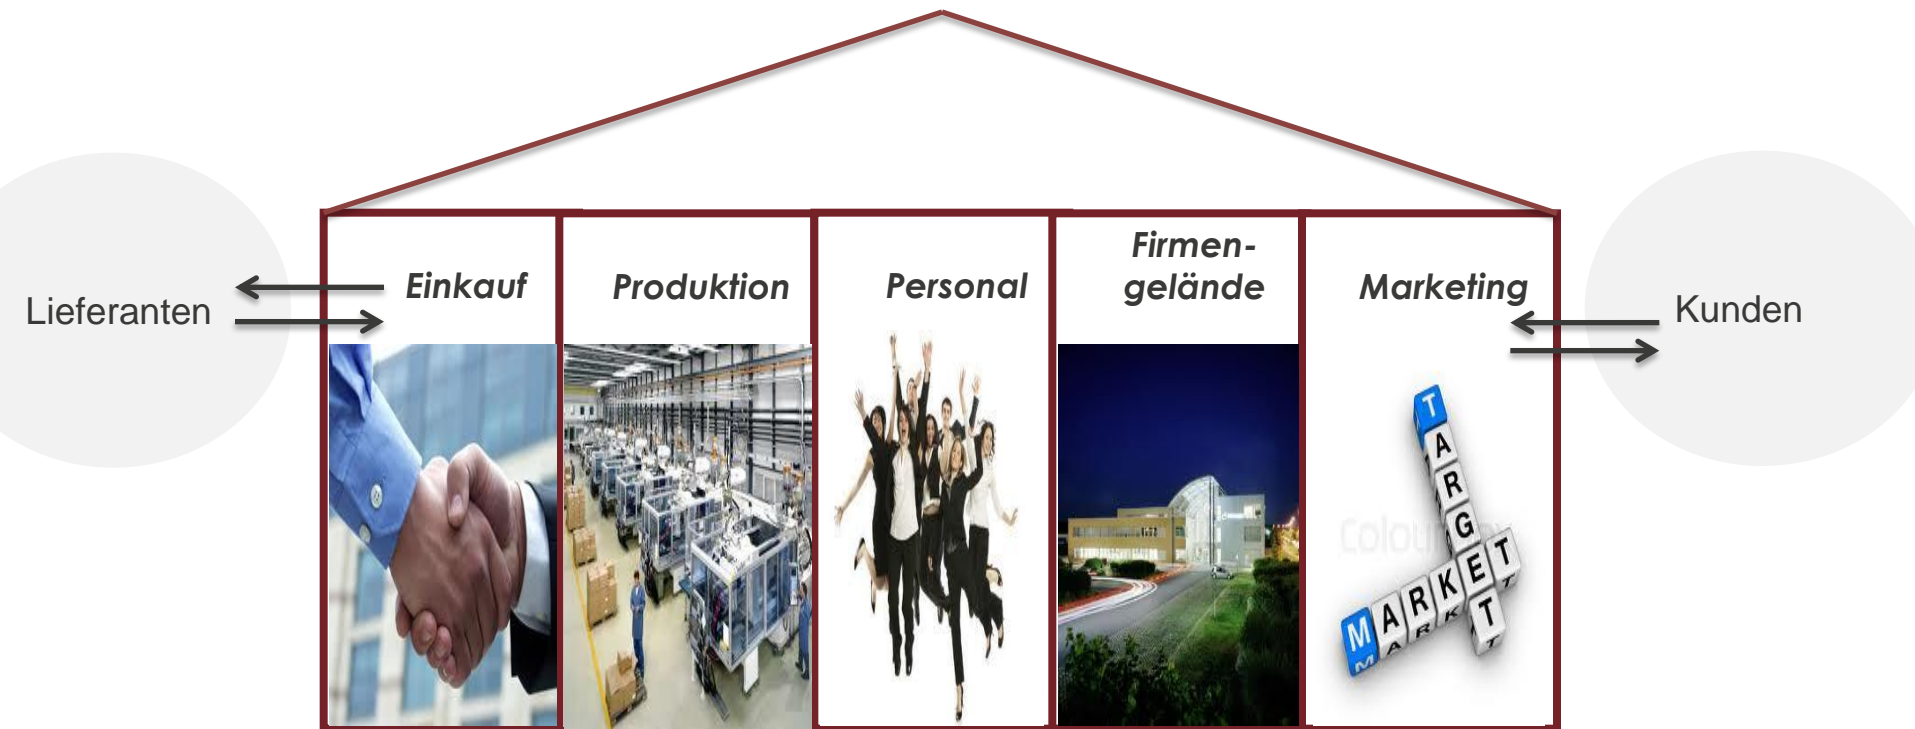 Lieferanten
Einkauf
Produktion
Personal
Firmen-
gelände
Marketing
Kunden
TARGET
MARKET